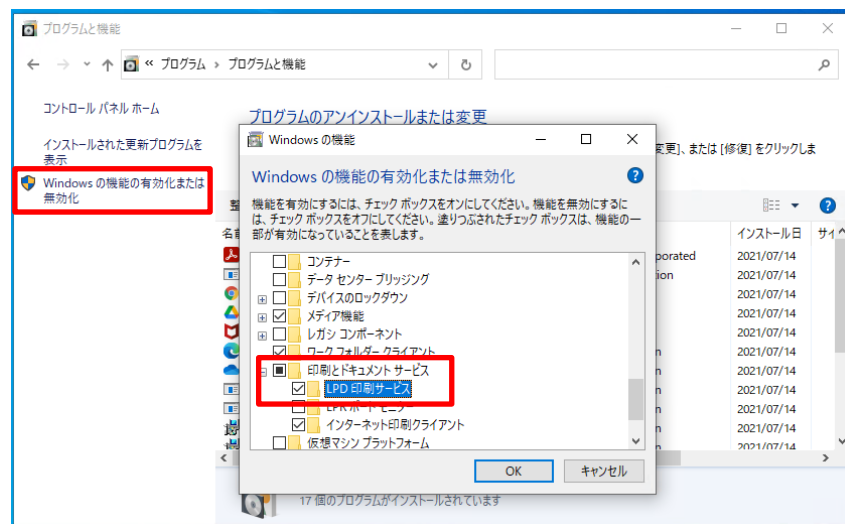 プログラムと機能
« プログラム › プログラムと機能
コントロール パネル ホーム
インストールされた更新プログラムを
表示
Windows の機能の有効化または
無効化
プログラムのアンインストールまたは変更
変更]、または [修復] をクリックしま
Windows の機能
Windows の機能の有効化または無効化
機能を有効にするには、チェック ボックスをオンにしてください。機能を無効にするに
は、チェック ボックスをオフにしてください。塗りつぶされたチェック ボックスは、機能の一
部が有効になっていることを表します。
コンテナー
データ センター ブリッジング
デバイスのロックダウン
メディア機能
レガシ コンポーネント
ワーク フォルダー クライアント
印刷とドキュメント サービス
LPD 印刷サービス
LPR ポート モニター
インターネット印刷クライアント
仮想マシン プラットフォーム
OK キャンセル
インストール日 サイ
porated 2021/07/14
ion 2021/07/14
2021/07/14
2021/07/14
2021/07/14
n 2021/07/14
n 2021/07/14
n 2021/07/14
n 2021/07/14
n 2021/07/14
n 2021/07/14
17 個のプログラムがインストールされています